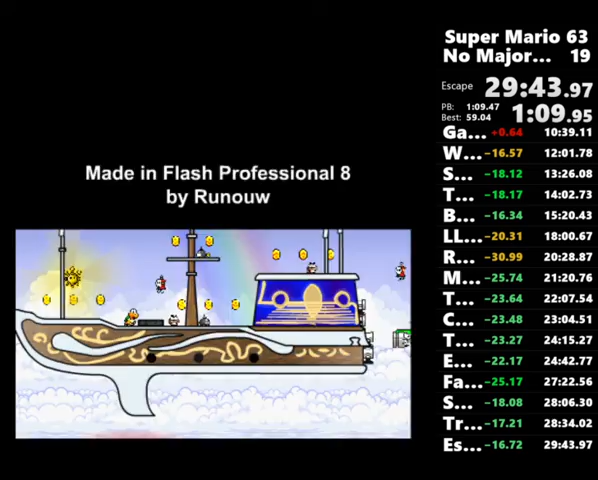 Super Mario 63
No Major... 19
Escape 29:43.97
PB: 1:09.47
Best: 59.04 1:09.95
Ga... +0.64 10:39.11
W... −16.57 12:01.78
S... −18.12 13:26.08
T... −18.17 14:02.73
B... −16.34 15:20.43
LL... −20.31 18:00.67
R... −30.99 20:28.87
M... −25.74 21:20.76
T... −23.64 22:07.54
C... −23.48 23:04.51
T... −23.27 24:15.27
E... −22.17 24:42.77
Fa... −25.17 27:22.56
S... −18.08 28:06.30
Tr... −17.21 28:34.02
Es... −16.72 29:43.97
Made in Flash Professional 8
by Runouw